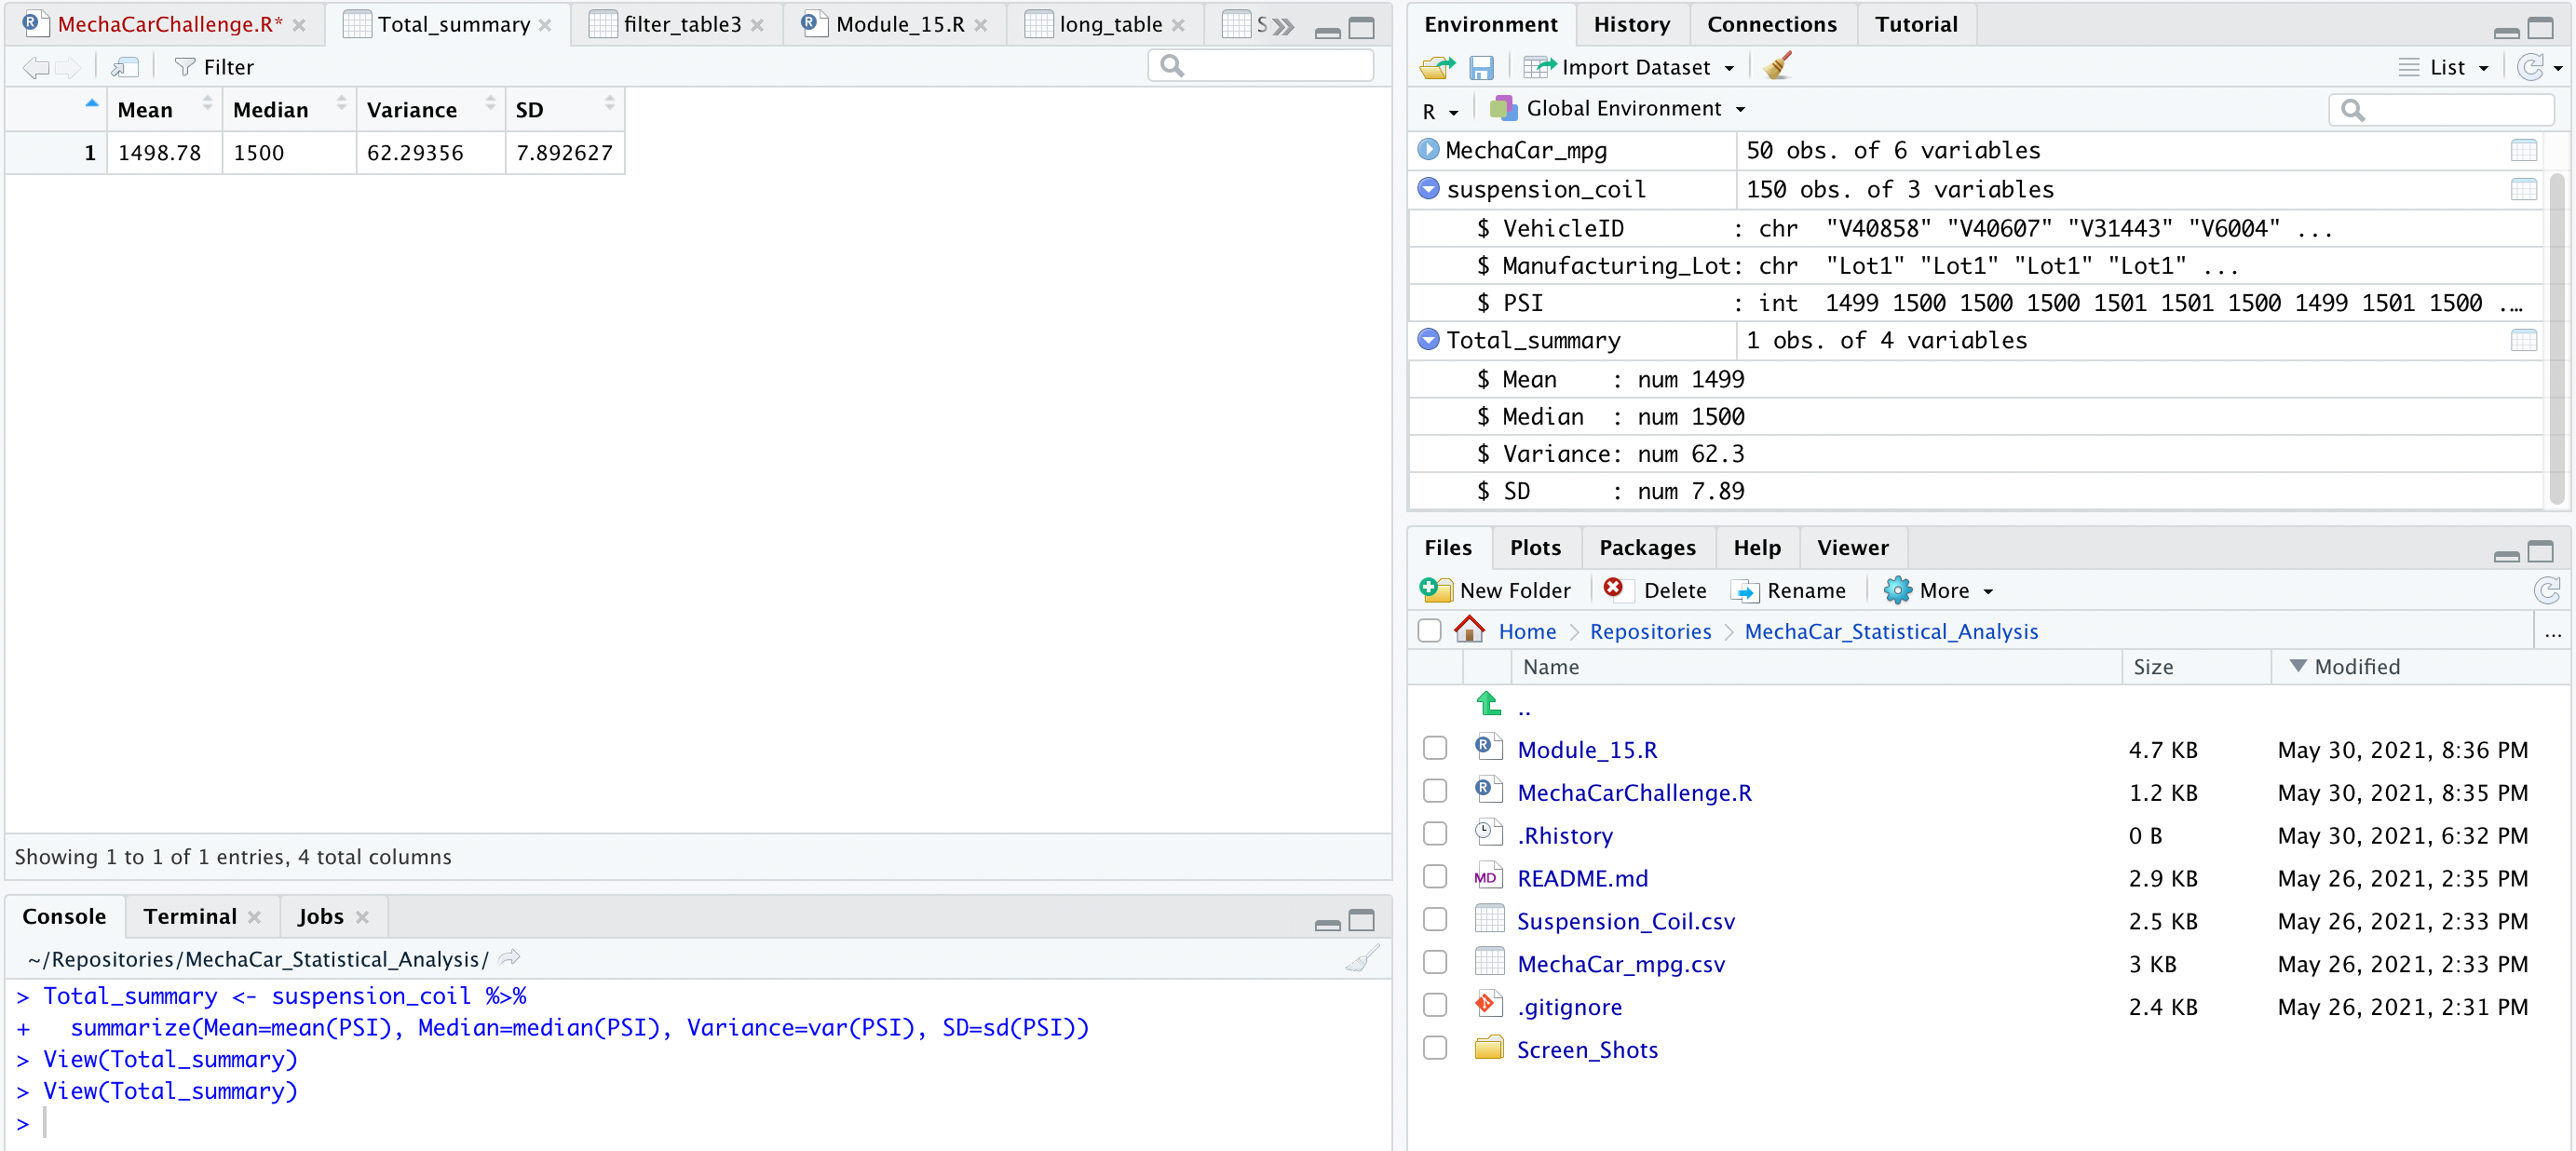 MechaCarChallenge.R* Total_summary filter_table3 Module_15.R long_table S
Filter
Mean Median Variance SD
1 1498.78 1500 62.29356 7.892627
Showing 1 to 1 of 1 entries, 4 total columns
Console Terminal Jobs
~/Repositories/MechaCar_Statistical_Analysis/
> Total_summary <- suspension_coil %>%
+   summarize(Mean=mean(PSI), Median=median(PSI), Variance=var(PSI), SD=sd(PSI))
> View(Total_summary)
> View(Total_summary)
>
Environment History Connections Tutorial
Import Dataset List
R Global Environment
MechaCar_mpg 50 obs. of 6 variables
suspension_coil 150 obs. of 3 variables
$ VehicleID : chr "V40858" "V40607" "V31443" "V6004" ...
$ Manufacturing_Lot: chr "Lot1" "Lot1" "Lot1" "Lot1" ...
$ PSI : int 1499 1500 1500 1500 1501 1501 1500 1499 1501 1500 ...
Total_summary 1 obs. of 4 variables
$ Mean : num 1499
$ Median : num 1500
$ Variance: num 62.3
$ SD : num 7.89
Files Plots Packages Help Viewer
New Folder Delete Rename More
Home Repositories MechaCar_Statistical_Analysis ...
Name Size Modified
..
R Module_15.R 4.7 KB May 30, 2021, 8:36 PM
R MechaCarChallenge.R 1.2 KB May 30, 2021, 8:35 PM
.Rhistory 0 B May 30, 2021, 6:32 PM
MD README.md 2.9 KB May 26, 2021, 2:35 PM
Suspension_Coil.csv 2.5 KB May 26, 2021, 2:33 PM
MechaCar_mpg.csv 3 KB May 26, 2021, 2:33 PM
.gitignore 2.4 KB May 26, 2021, 2:31 PM
Screen_Shots